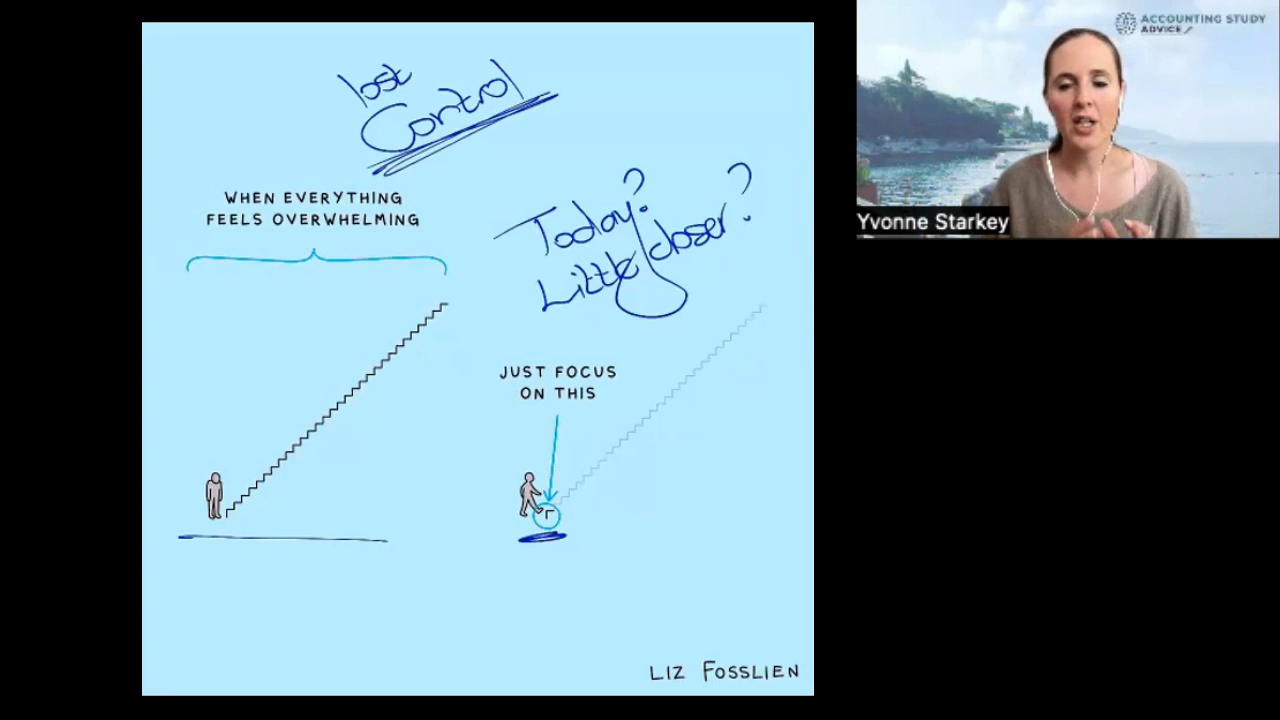 lost
Control
WHEN EVERYTHING
FEELS OVERWHELMING
Today?
Little closer?
JUST FOCUS
ON THIS
LIZ FOSSLIEN
ACCOUNTING STUDY
ADVICE
Yvonne Starkey